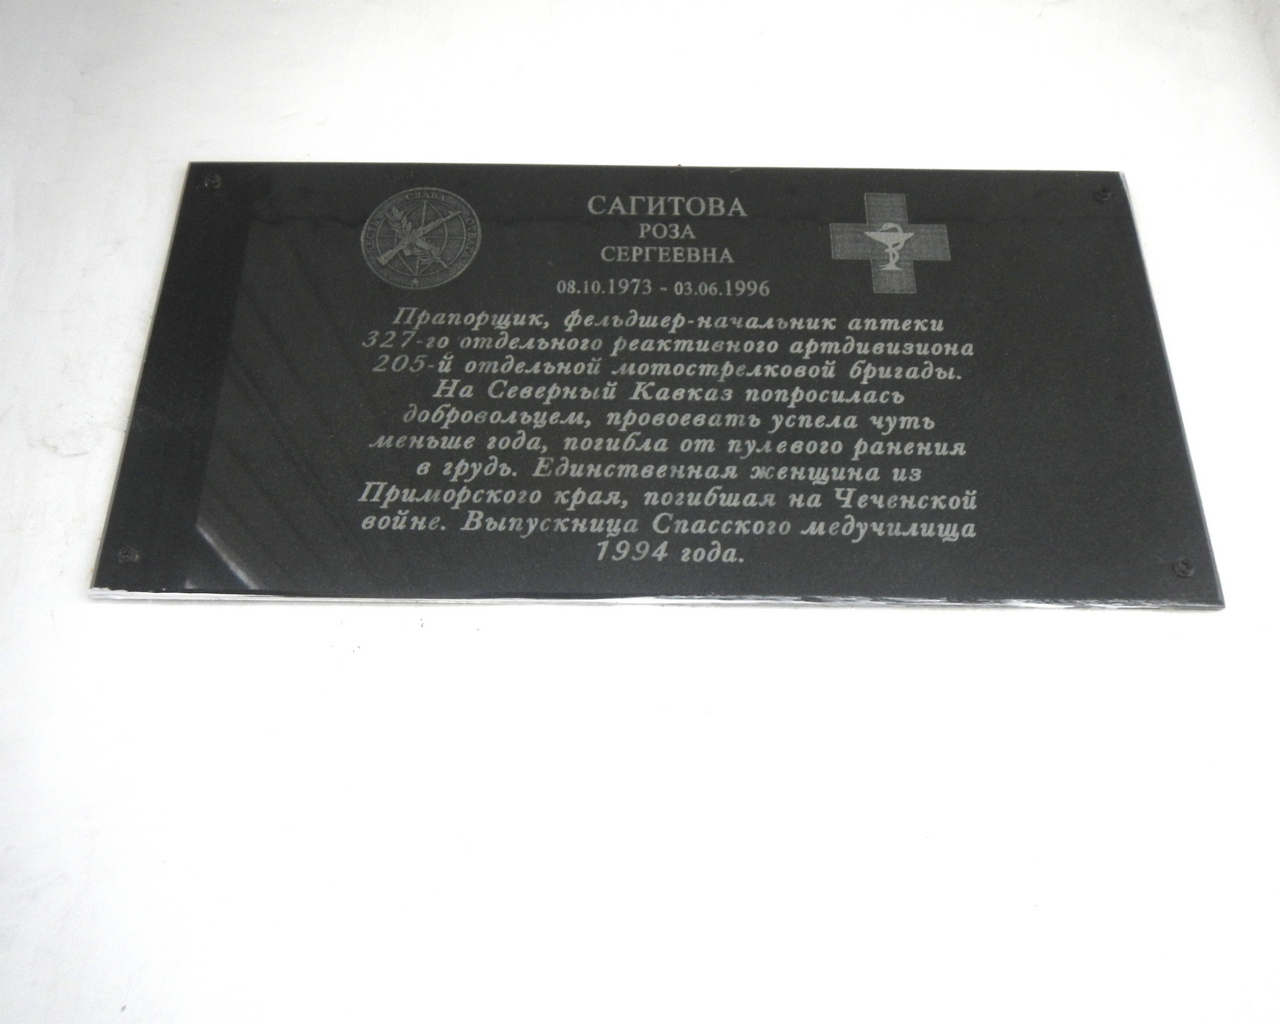 САГИТОВА
РОЗА
СЕРГЕЕВНА
08.10.1973 - 03.06.1996
Прапорщик, фельдшер-начальник аптеки
327-го отдельного реактивного артдивизиона
205-й отдельной мотострелковой бригады.
На Северный Кавказ попросилась
добровольцем, провоевать успела чуть
меньше года, погибла от пулевого ранения
в грудь. Единственная женщина из
Приморского края, погибшая на Чеченской
войне. Выпускница Спасского медучилища
1994 года.
СЛАВА